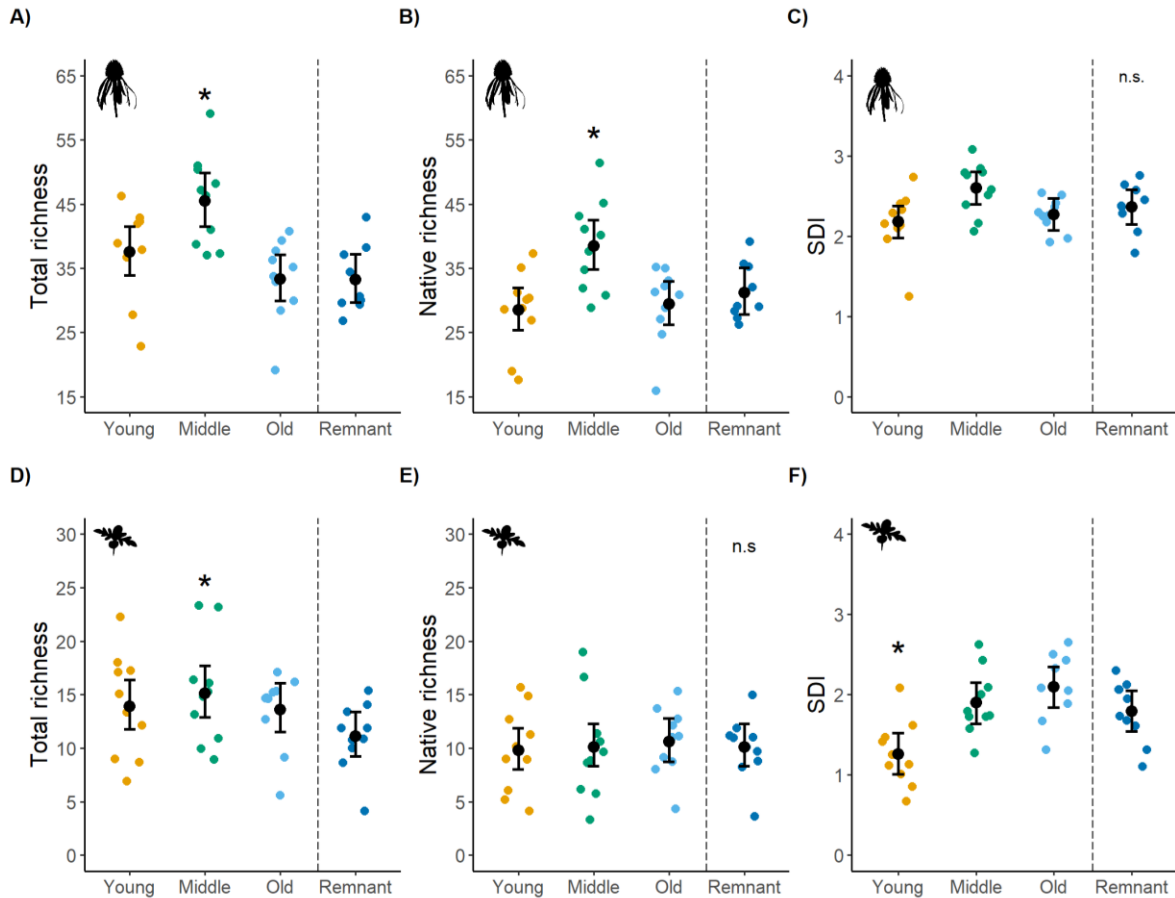 A)
Total richness
65
55
45
35
25
15
*
Young Middle Old Remnant
B)
Native richness
65
55
45
35
25
15
*
Young Middle Old Remnant
C)
SDI
4
3
2
1
0
n.s.
Young Middle Old Remnant
D)
Total richness
30
25
20
15
10
5
0
*
Young Middle Old Remnant
E)
Native richness
30
25
20
15
10
5
0
n.s
Young Middle Old Remnant
F)
SDI
4
3
2
1
0
*
Young Middle Old Remnant